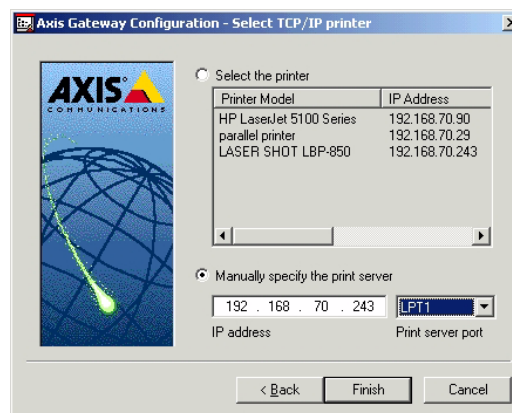 Axis Gateway Configuration - Select TCP/IP printer
AXIS
COMMUNICATIONS
Select the printer
Printer Model IP Address
HP LaserJet 5100 Series 192.168.70.90
parallel printer 192.168.70.29
LASER SHOT LBP-850 192.168.70.243
Manually specify the print server
192 . 168 . 70 . 243 LPT1
IP address Print server port
< Back Finish Cancel